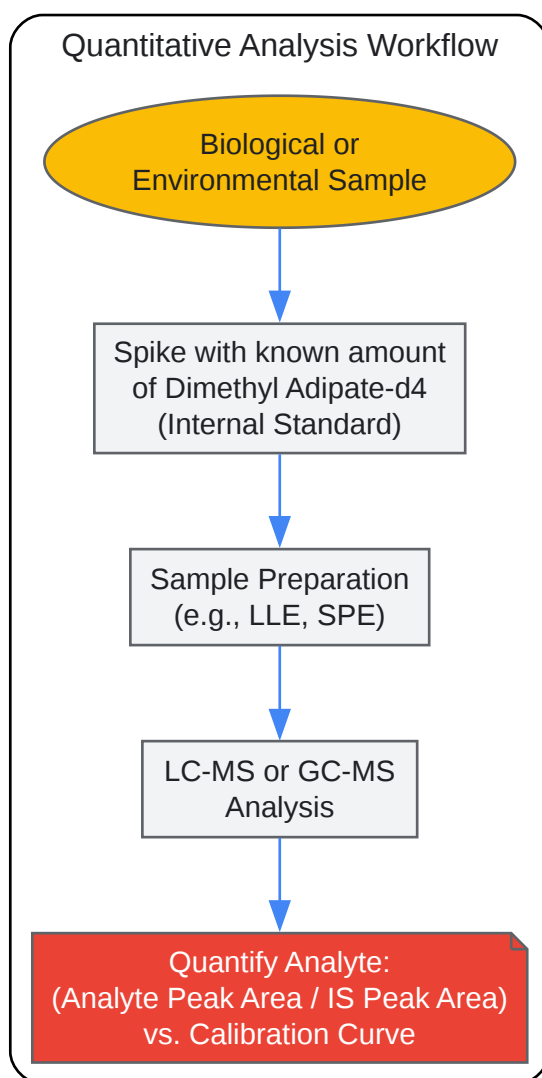 Quantitative Analysis Workflow
Biological or
Environmental Sample
Spike with known amount
of Dimethyl Adipate-d4
(Internal Standard)
Sample Preparation
(e.g., LLE, SPE)
LC-MS or GC-MS
Analysis
Quantify Analyte:
(Analyte Peak Area / IS Peak Area)
vs. Calibration Curve